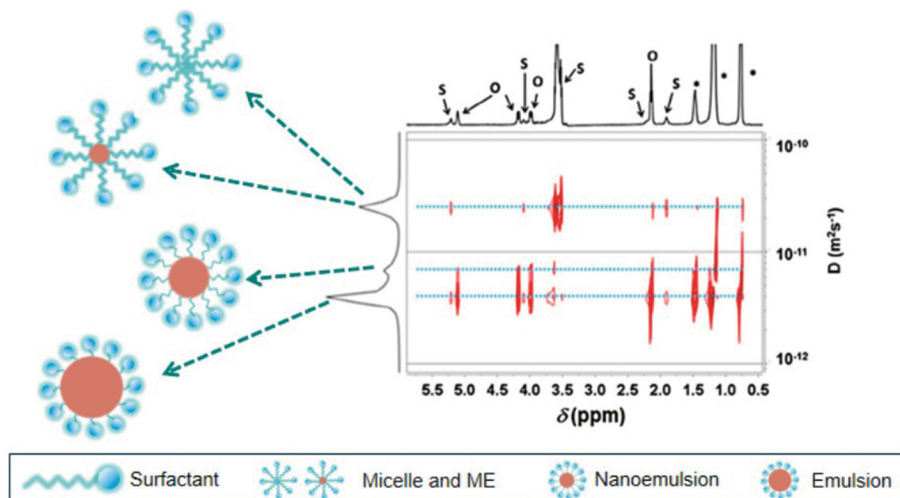 S
O
S
O
S
S
O
S
*
•
•
10⁻¹⁰
10⁻¹¹
10⁻¹²
D (m²s⁻¹)
5.5 5.0 4.5 4.0 3.5 3.0 2.5 2.0 1.5 1.0 0.5
δ (ppm)
Surfactant Micelle and ME Nanoemulsion Emulsion